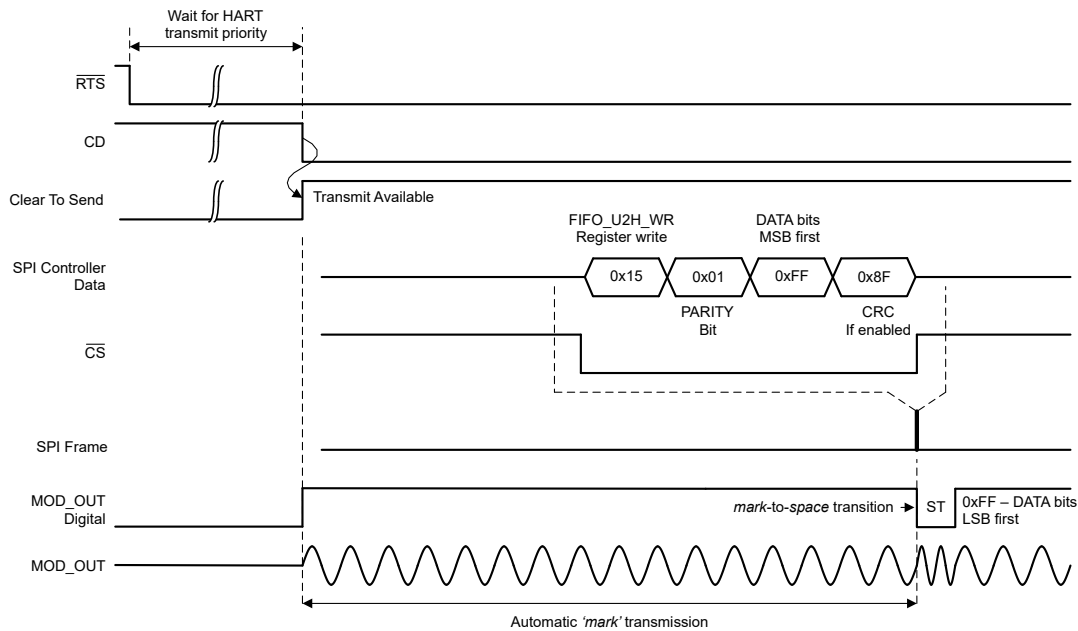 Wait for HART
transmit priority
RTS
CD
Clear To Send
Transmit Available
FIFO_U2H_WR
Register write
DATA bits
MSB first
SPI Controller
Data
0x15
0x01
0xFF
0x8F
PARITY
Bit
CRC
If enabled
CS
SPI Frame
MOD_OUT
Digital
mark-to-space transition
ST
0xFF – DATA bits
LSB first
MOD_OUT
Automatic ‘mark’ transmission